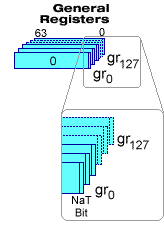 General
Registers
63 0
0
gr127
gr0
gr127
gr0
NaT
Bit